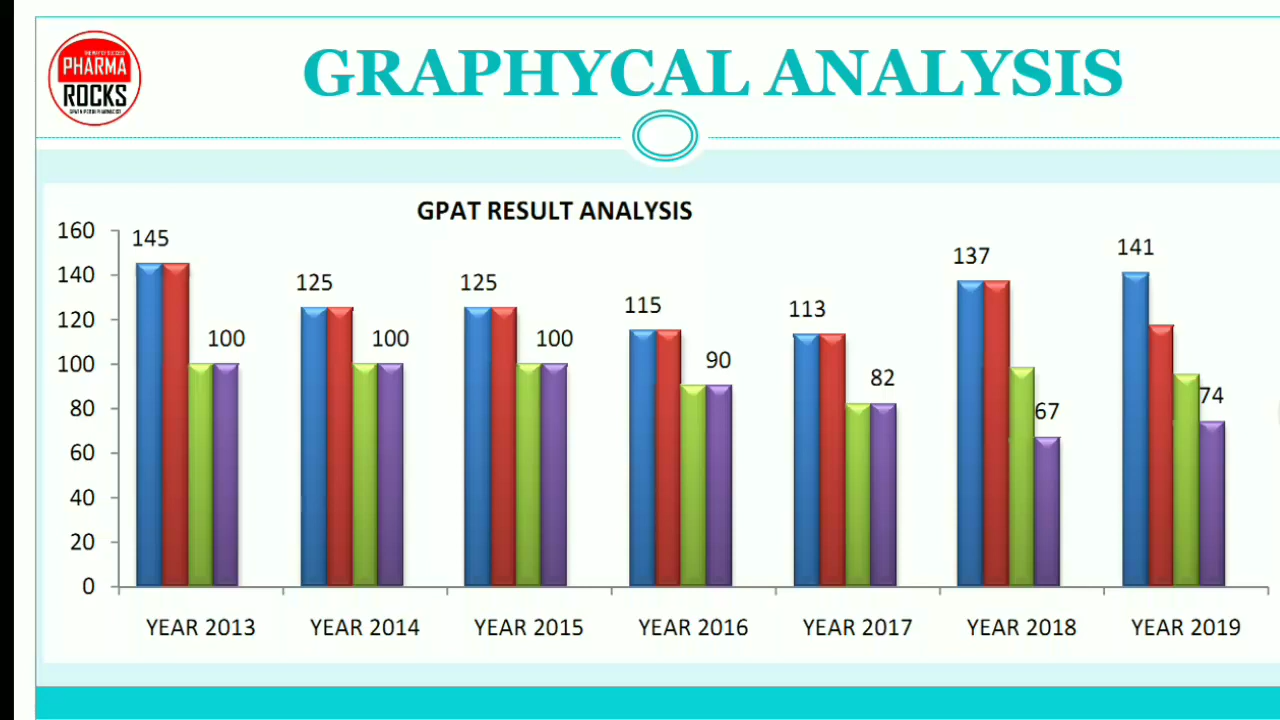 PHARMA
ROCKS
GRAPHYCAL ANALYSIS
GPAT RESULT ANALYSIS
160
140
120
100
80
60
40
20
0
145
100
125
100
125
100
115
90
113
82
137
67
141
74
YEAR 2013
YEAR 2014
YEAR 2015
YEAR 2016
YEAR 2017
YEAR 2018
YEAR 2019